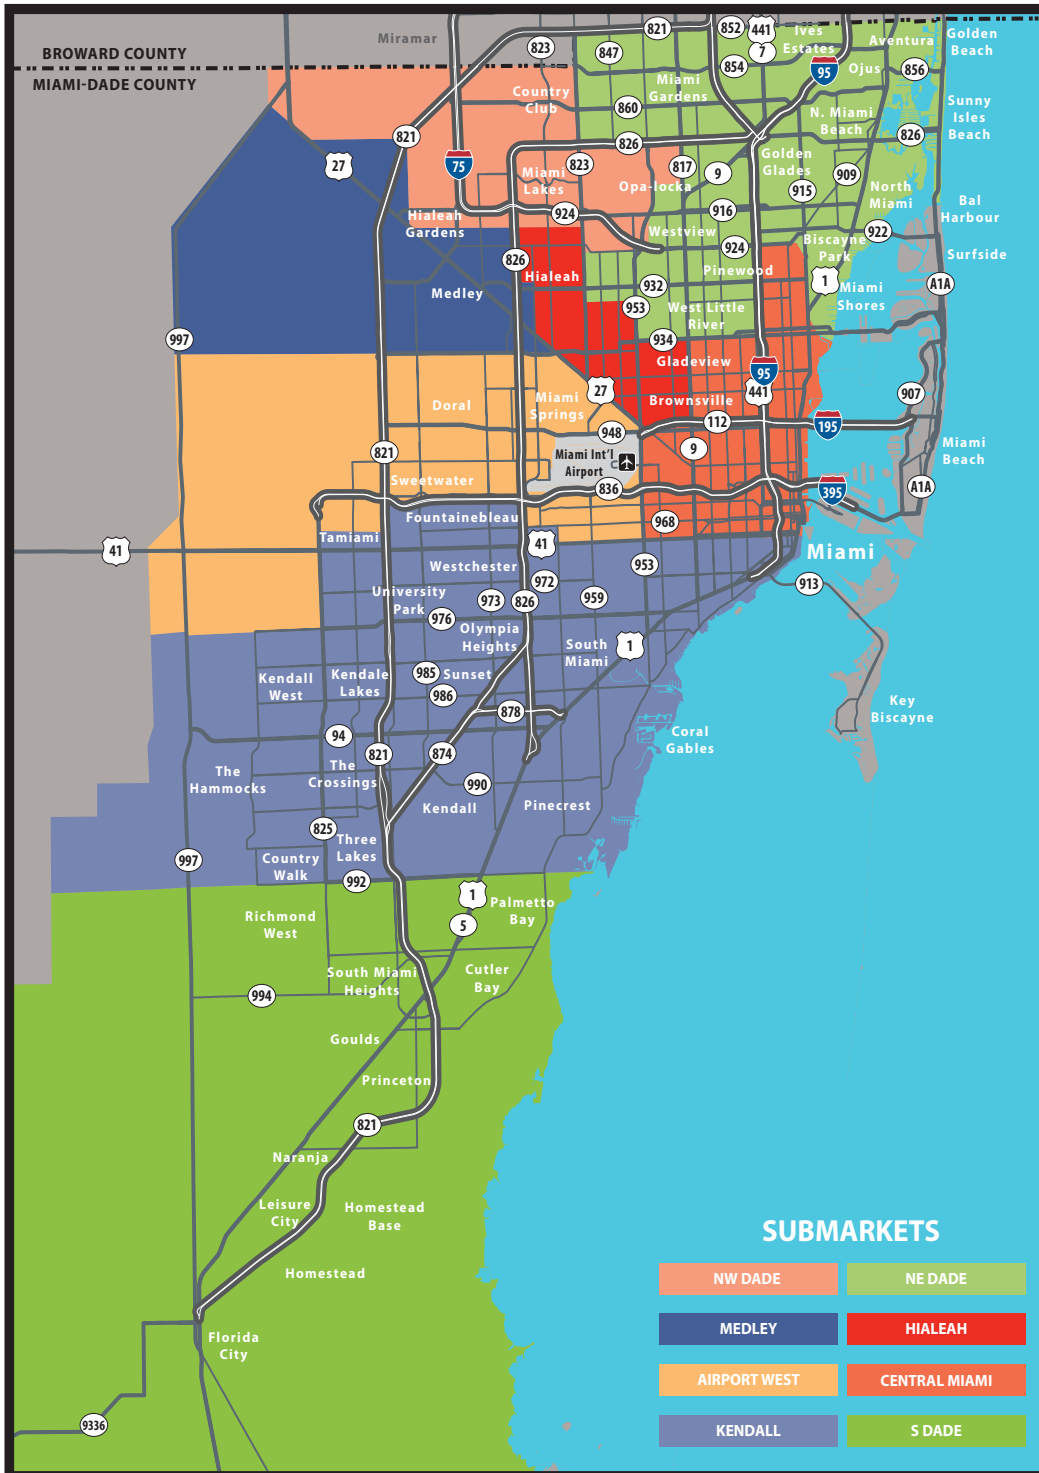 BROWARD COUNTY
MIAMI-DADE COUNTY
Miramar
821
852
441
7
Ives
Estates
Aventura
Golden
Beach
823
847
854
95
Ojus
856
Miami
Gardens
Country
Club
860
N. Miami
Beach
Sunny
Isles
Beach
821
826
826
27
75
Miami
Lakes
823
Opa-locka
817
9
Golden
Glades
915
909
North
Miami
Bal
Harbour
Hialeah
Gardens
924
916
Westview
924
Biscayne
Park
922
Surfside
826
Hialeah
Pinewood
Medley
932
1
Miami
Shores
A1A
953
West Little
River
997
934
Gladeview
95
27
441
907
Doral
Miami
Springs
Brownsville
112
195
948
9
Miami
Beach
821
Miami Int'l
Airport
Sweetwater
836
395
A1A
Fountainebleau
968
Tamiami
41
41
Miami
Westchester
953
972
913
University
Park
973
826
959
976
Olympia
Heights
South
Miami
1
Kendall
West
Kendale
Lakes
985
Sunset
986
878
Key
Biscayne
94
Coral
Gables
821
874
The
Hammocks
The
Crossings
990
Kendall
Pinecrest
825
Three
Lakes
997
Country
Walk
992
1
Palmetto
Bay
Richmond
West
5
South Miami
Heights
Cutler
Bay
994
Goulds
Princeton
821
Naranja
Leisure
City
Homestead
Base
Homestead
Florida
City
9336
SUBMARKETS
NW DADE
NE DADE
MEDLEY
HIALEAH
AIRPORT WEST
CENTRAL MIAMI
KENDALL
S DADE